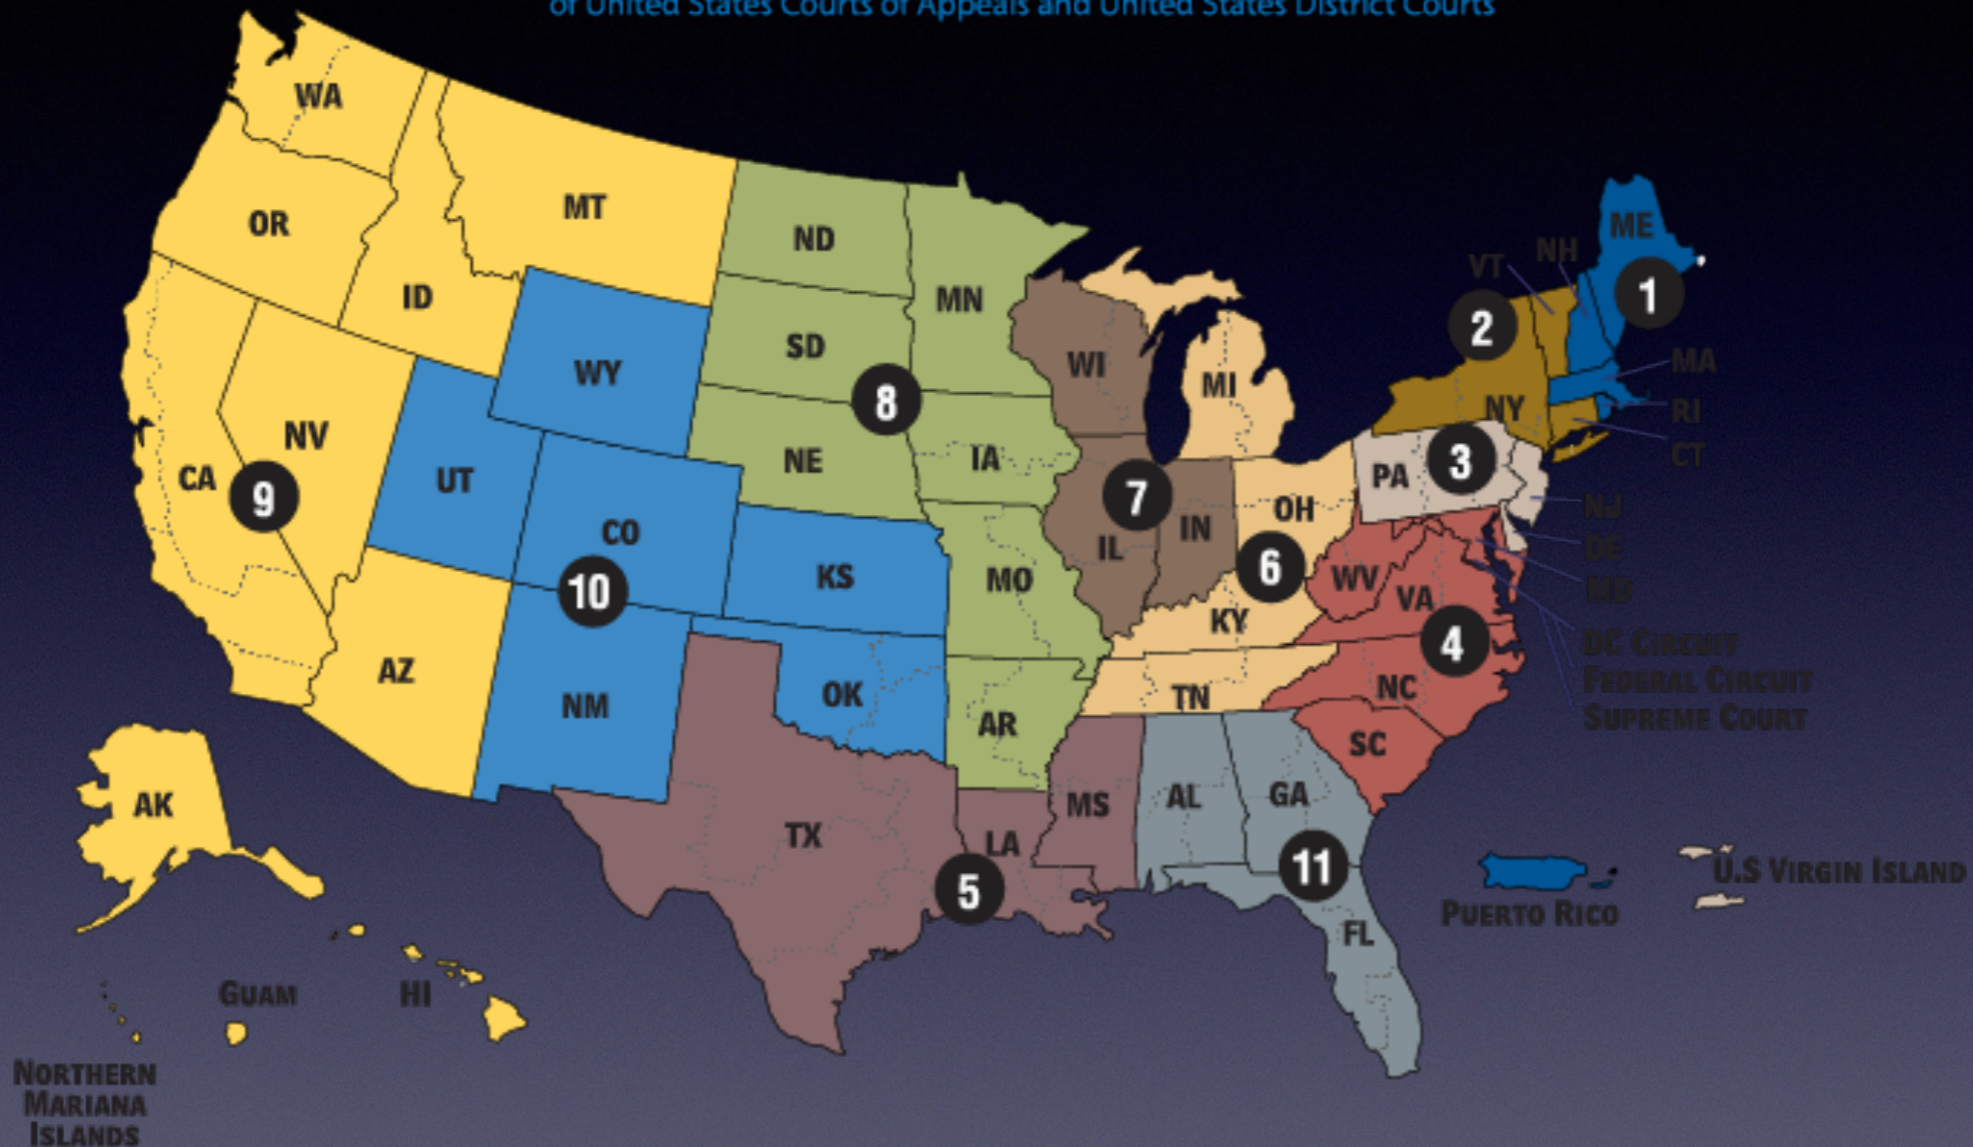 of United States Courts of Appeals and United States District Courts
WA
MT
OR
ID
ND
MN
ME
NH
VT
1
2
SD
WI
WY
MI
MA
8
NY
RI
CT
NV
CA
9
UT
NE
IA
7
PA
3
NJ
OH
IN
IL
CO
DE
6
KS
MO
WV
VA
MD
10
KY
4
DC CIRCUIT
FEDERAL CIRCUIT
SUPREME COURT
AZ
NM
OK
TN
NC
AR
SC
AK
TX
LA
MS
AL
GA
5
11
U.S VIRGIN ISLAND
PUERTO RICO
FL
GUAM
HI
NORTHERN
MARIANA
ISLANDS